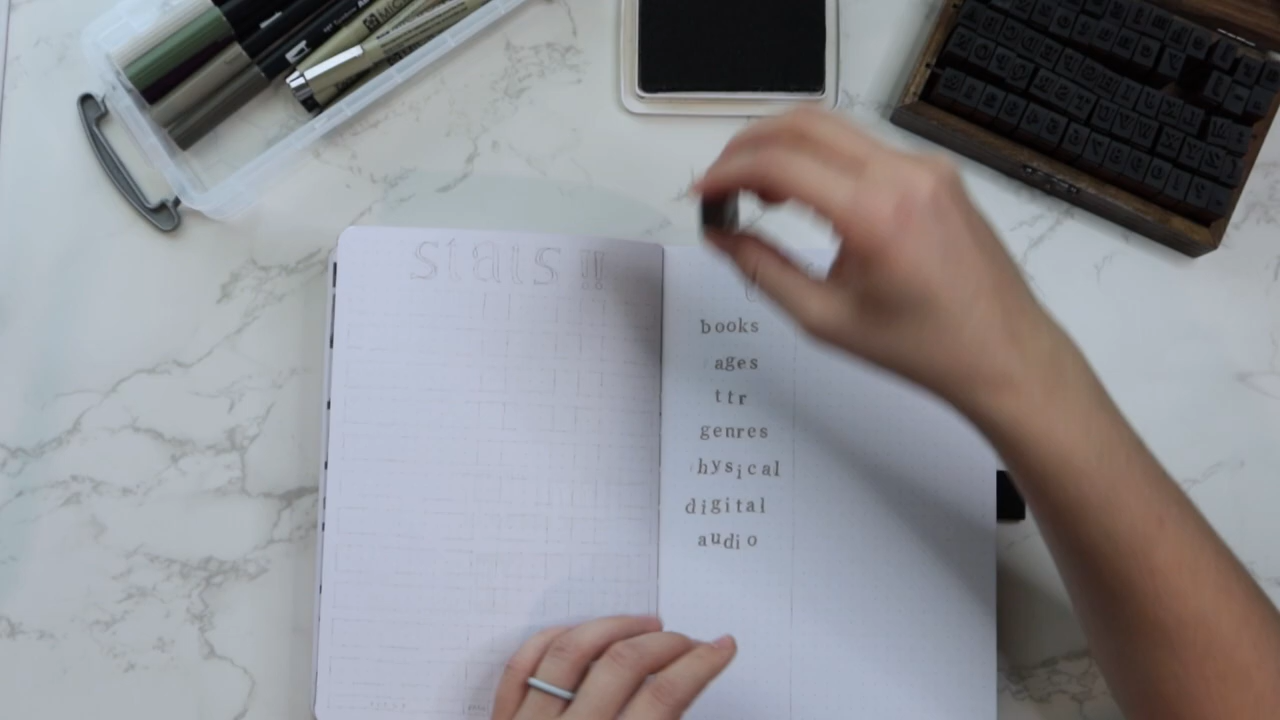 stats !!
books
ages
ttr
genres
hysical
digital
audio